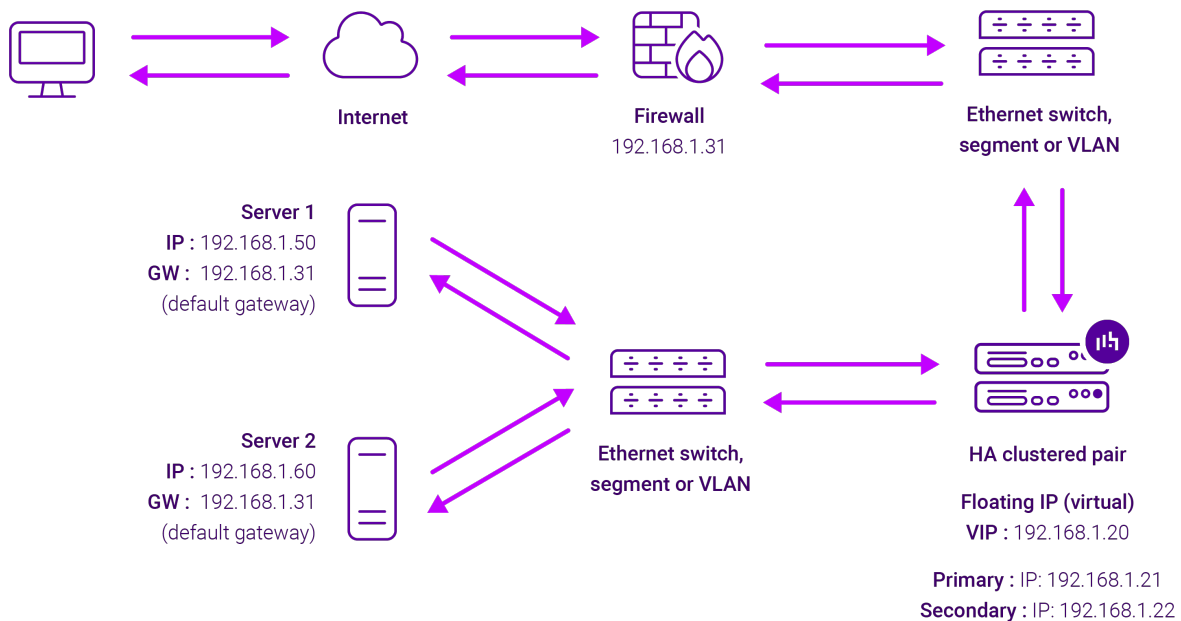 Internet
Firewall
192.168.1.31
Ethernet switch,
segment or VLAN
Server 1
IP : 192.168.1.50
GW : 192.168.1.31
(default gateway)
Server 2
IP : 192.168.1.60
GW : 192.168.1.31
(default gateway)
Ethernet switch,
segment or VLAN
HA clustered pair
Floating IP (virtual)
VIP : 192.168.1.20
Primary : IP: 192.168.1.21
Secondary : IP: 192.168.1.22